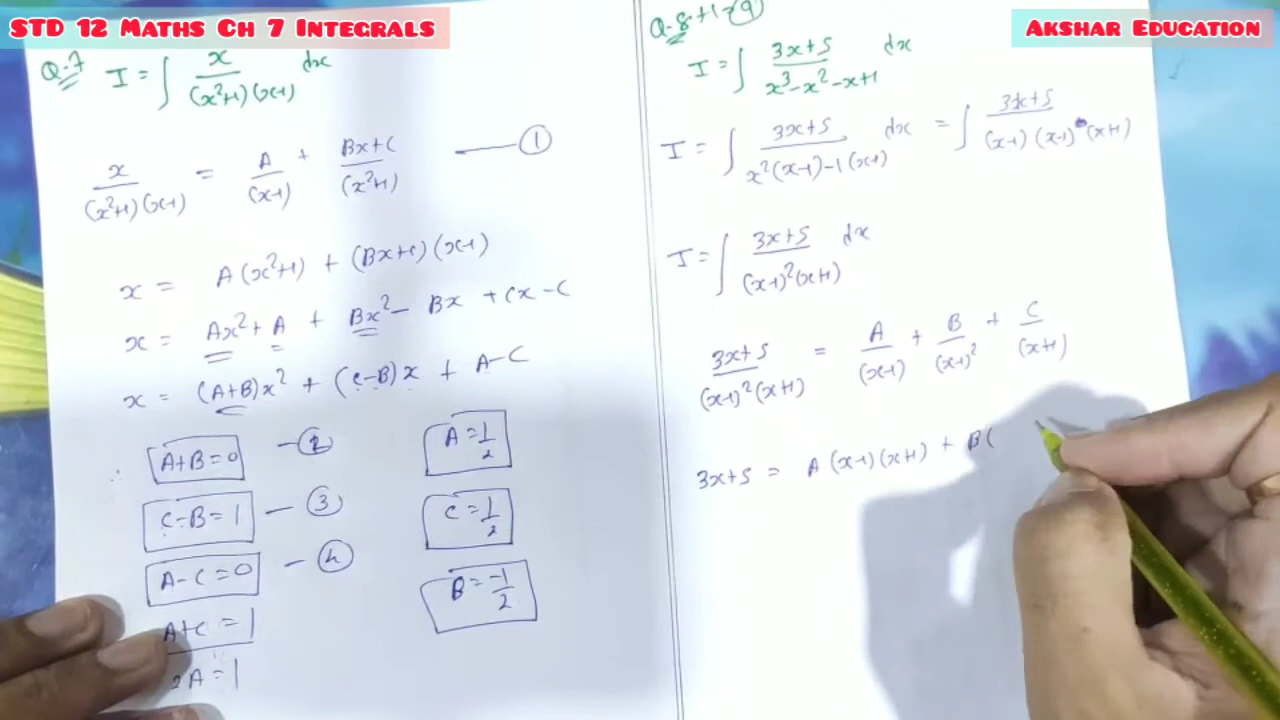 STD 12 Maths Ch 7 Integrals
Akshar Education
Q.7 I = ∫ x/(x²+1)(x-1) dx
x/(x²+1)(x-1) = A/(x-1) + Bx+C/(x²+1) — ①
x = A(x²+1) + (Bx+c)(x-1)
x = Ax²+A + Bx² - Bx + Cx - C
x = (A+B)x² + (C-B)x + A-C
∴ A+B=0 - ②
C-B=1 - ③
A-C=0 - ④
A+C = 1
2A = 1
A = 1/2
C = 1/2
B = -1/2
Q-8 +1 → 9
I = ∫ 3x+5/x³-x²-x+1 dx
I = ∫ 3x+5/x²(x-1)-1(x-1) dx = ∫ 3x+5/(x-1)(x-1)(x+1)
I = ∫ 3x+5/(x-1)²(x+1) dx
3x+5/(x-1)²(x+1) = A/(x-1) + B/(x-1)² + C/(x+1)
3x+5 = A(x-1)(x+1) + B(